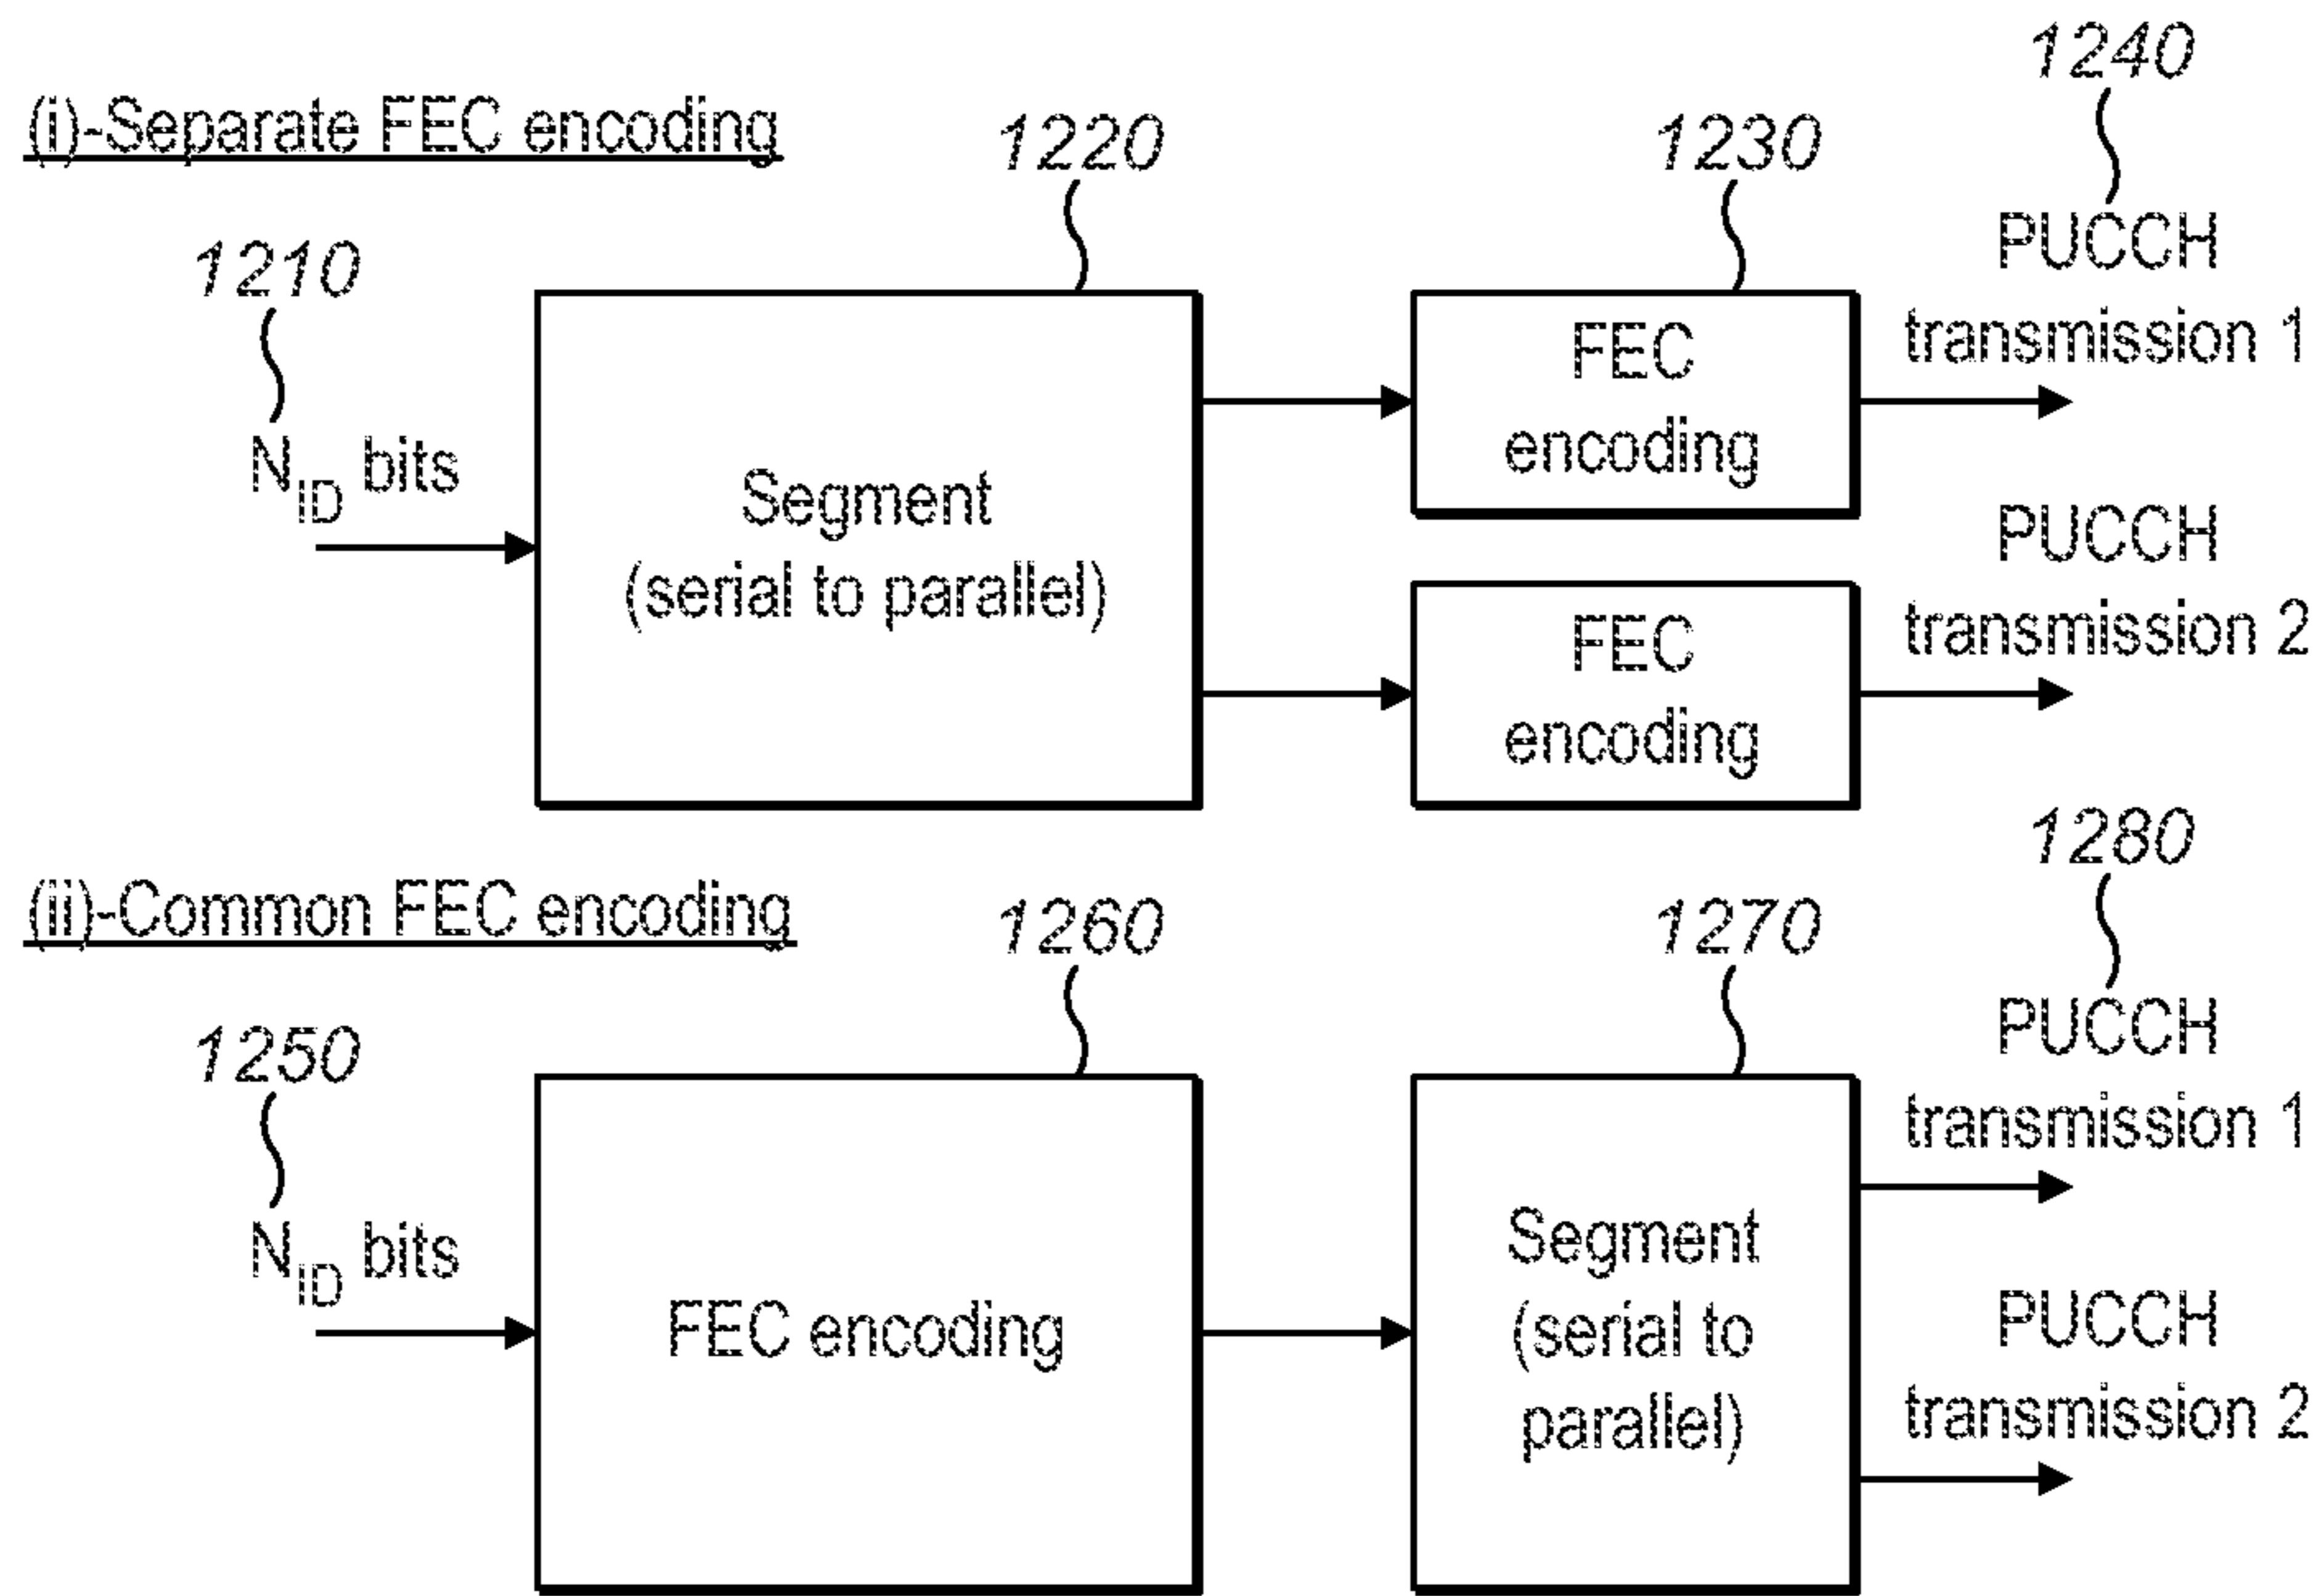 (i)-Separate FEC encoding
1210
1220
1230
1240
N_ID bits
Segment
(serial to parallel)
FEC
encoding
FEC
encoding
PUCCH
transmission 1
PUCCH
transmission 2
(ii)-Common FEC encoding
1250
1260
1270
1280
N_ID bits
FEC encoding
Segment
(serial to
parallel)
PUCCH
transmission 1
PUCCH
transmission 2